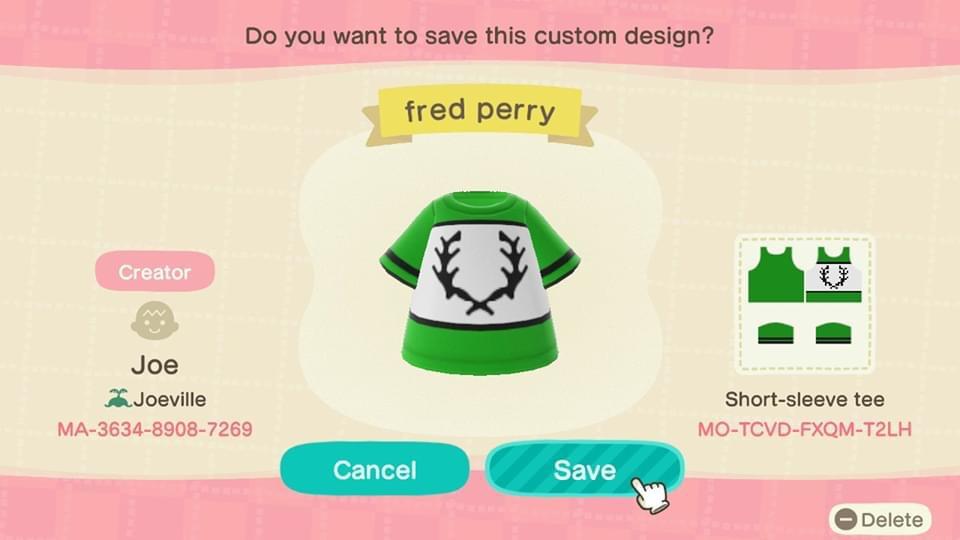 Do you want to save this custom design?
fred perry
Creator
Joe
Joeville
MA-3634-8908-7269
Short-sleeve tee
MO-TCVD-FXQM-T2LH
Cancel
Save
Delete